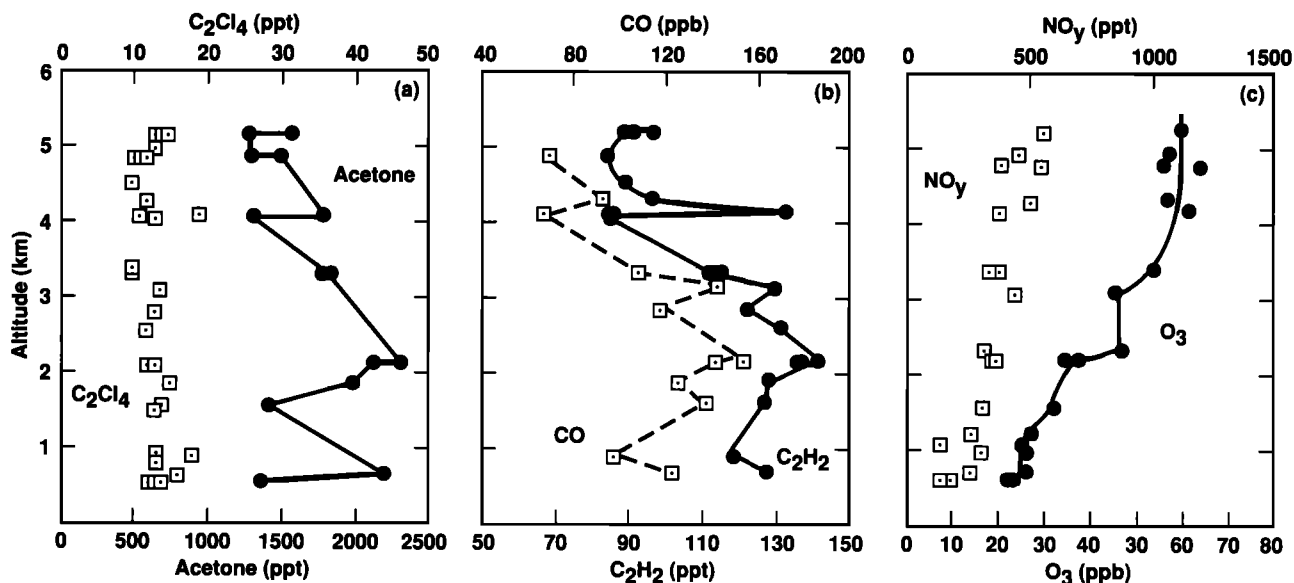 C2Cl4 (ppt)
0 10 20 30 40 50
CO (ppb)
40 80 120 160 200
NOy (ppt)
0 500 1000 1500
Altitude (km)
6
5
4
3
2
1
(a)
Acetone
C2Cl4
0 500 1000 1500 2000 2500
Acetone (ppt)
(b)
CO
C2H2
70 90 110 130 150
C2H2 (ppt)
(c)
NOy
O3
0 10 20 30 40 30 60 70 80
O3 (ppb)